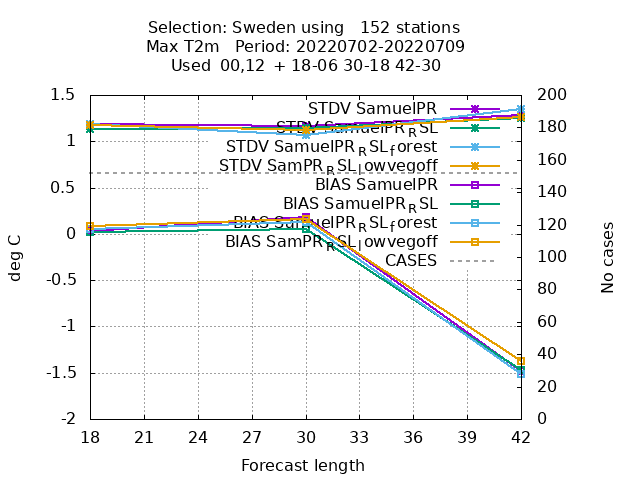 Selection: Sweden using   152 stations
Max T2m   Period: 20220702-20220709
Used  00,12  + 18-06 30-18 42-30
1.5
1
0.5
0
-0.5
-1
-1.5
-2
deg C
200
180
160
140
120
100
80
60
40
20
0
No cases
STDV SamuelPR
STDV SamuelPR_RSL
STDV SamuelPR_RSL_forest
STDV SamPR_RSL_lowvegoff
BIAS SamuelPR
BIAS SamuelPR_RSL
BIAS SamuelPR_RSL_forest
BIAS SamPR_RSL_lowvegoff
CASES
18 21 24 27 30 33 36 39 42
Forecast length